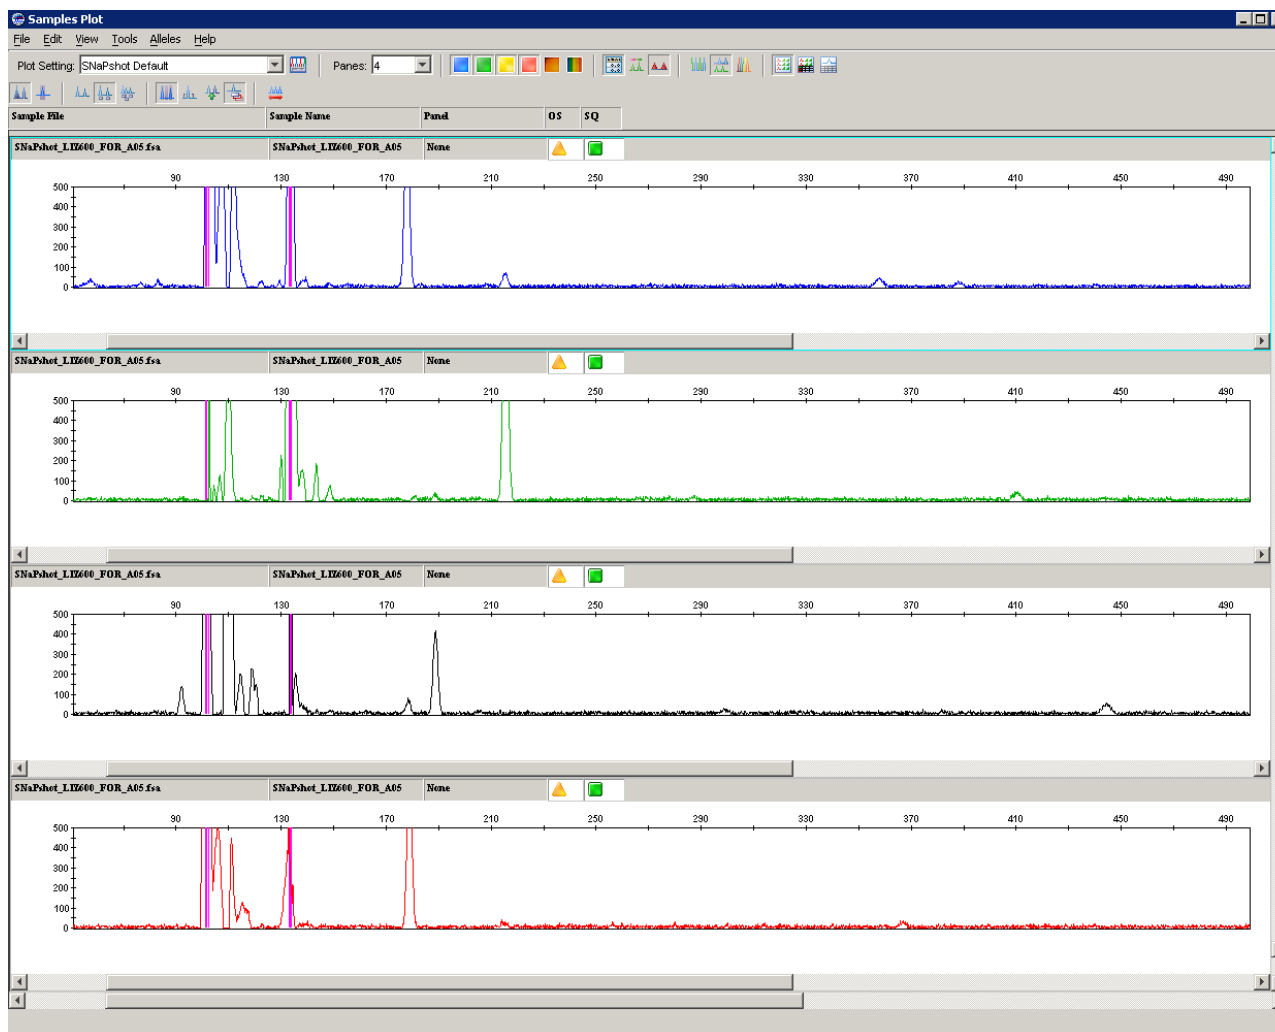 Samples Plot
File Edit View Tools Alleles Help
Plot Setting: SNaPshot Default Panes: 4
Sample File Sample Name Panel OS SQ
SNaPshot_LIZ600_FOR_A05.fsa SNaPshot_LIZ600_FOR_A05 None
90 130 170 210 250 290 330 370 410 450 490
500
400
300
200
100
0
SNaPshot_LIZ600_FOR_A05.fsa SNaPshot_LIZ600_FOR_A05 None
90 130 170 210 250 290 330 370 410 450 490
500
400
300
200
100
0
SNaPshot_LIZ600_FOR_A05.fsa SNaPshot_LIZ600_FOR_A05 None
90 130 170 210 250 290 330 370 410 450 490
500
400
300
200
100
0
SNaPshot_LIZ600_FOR_A05.fsa SNaPshot_LIZ600_FOR_A05 None
90 130 170 210 250 290 330 370 410 450 490
500
400
300
200
100
0